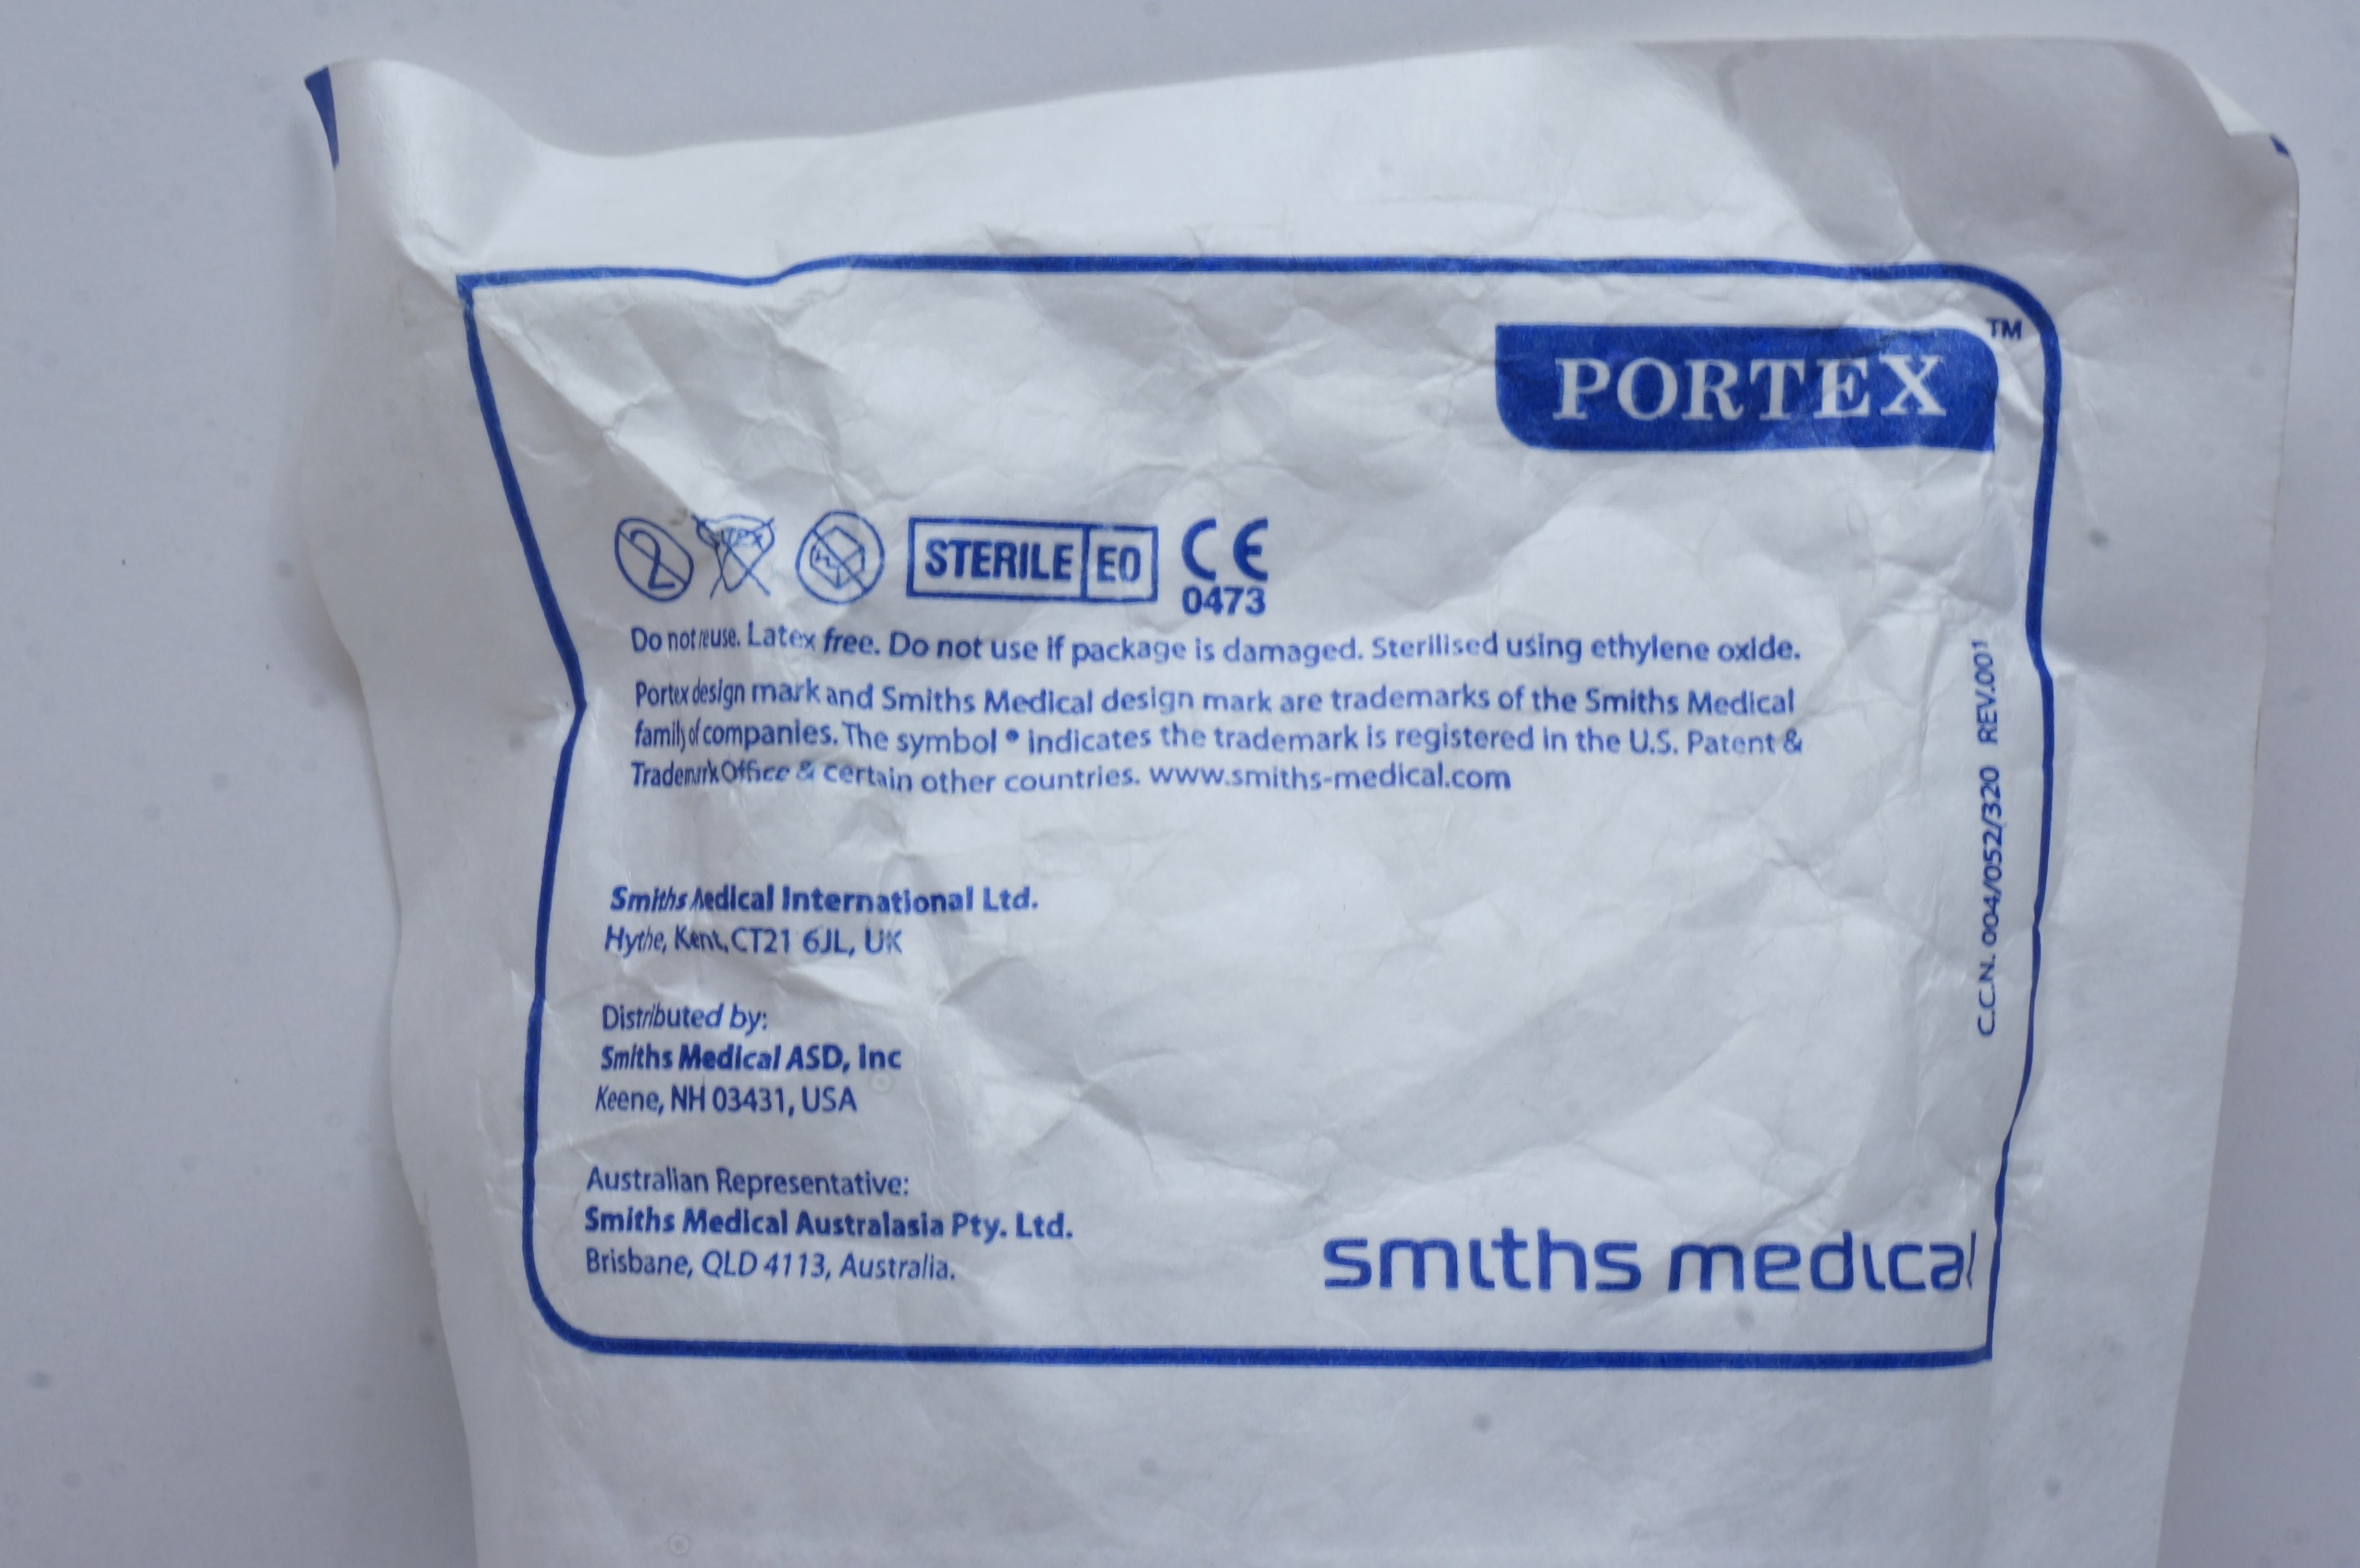 PORTEX™
STERILE EO CE
0473
Do not reuse. Latex free. Do not use if package is damaged. Sterilised using ethylene oxide.
Portex design mark and Smiths Medical design mark are trademarks of the Smiths Medical
family of companies. The symbol ® indicates the trademark is registered in the U.S. Patent &
Trademark Office & certain other countries. www.smiths-medical.com
C.C.N. 004/052/320 REV.001
Smiths Medical International Ltd.
Hythe, Kent, CT21 6JL, UK
Distributed by:
Smiths Medical ASD, Inc
Keene, NH 03431, USA
Australian Representative:
Smiths Medical Australasia Pty. Ltd.
Brisbane, QLD 4113, Australia.
smiths medical